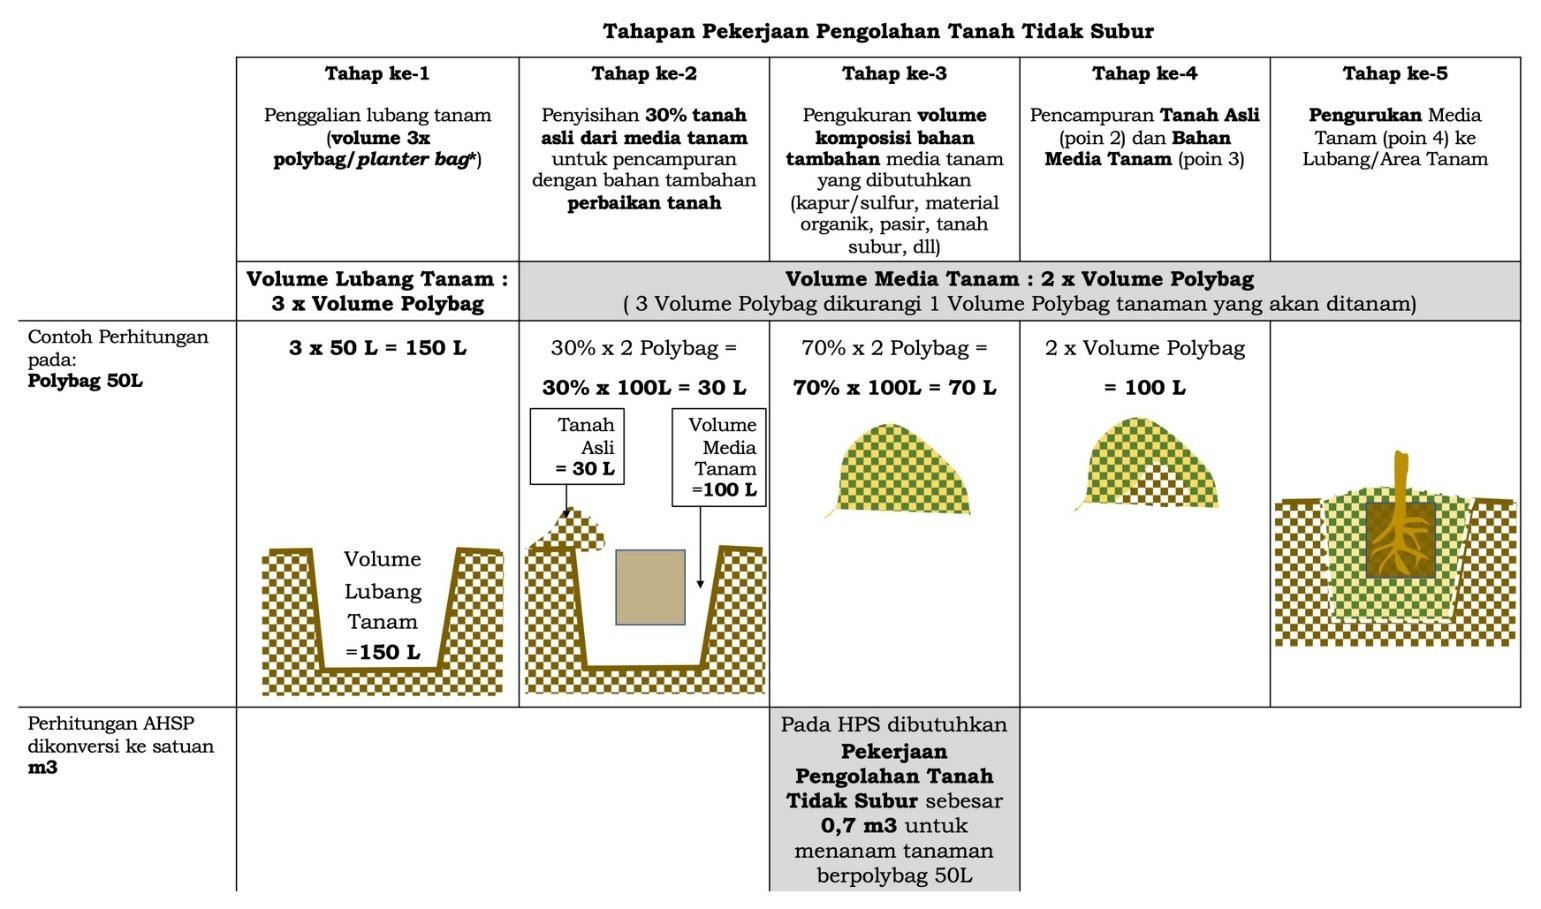 Tahapan Pekerjaan Pengolahan Tanah Tidak Subur
Tahap ke-1
Penggalian lubang tanam
(volume 3x
polybag/planter bag*)
Tahap ke-2
Penyisihan 30% tanah
asli dari media tanam
untuk pencampuran
dengan bahan tambahan
perbaikan tanah
Tahap ke-3
Pengukuran volume
komposisi bahan
tambahan media tanam
yang dibutuhkan
(kapur/sulfur, material
organik, pasir, tanah
subur, dll)
Tahap ke-4
Pencampuran Tanah Asli
(poin 2) dan Bahan
Media Tanam (poin 3)
Tahap ke-5
Pengurukan Media
Tanam (poin 4) ke
Lubang/Area Tanam
Volume Lubang Tanam :
3 x Volume Polybag
Volume Media Tanam : 2 x Volume Polybag
( 3 Volume Polybag dikurangi 1 Volume Polybag tanaman yang akan ditanam)
Contoh Perhitungan
pada:
Polybag 50L
3 x 50 L = 150 L
Volume
Lubang
Tanam
=150 L
30% x 2 Polybag =
30% x 100L = 30 L
Tanah
Asli
= 30 L
Volume
Media
Tanam
=100 L
70% x 2 Polybag =
70% x 100L = 70 L
2 x Volume Polybag
= 100 L
Perhitungan AHSP
dikonversi ke satuan
m3
Pada HPS dibutuhkan
Pekerjaan
Pengolahan Tanah
Tidak Subur sebesar
0,7 m3 untuk
menanam tanaman
berpolybag 50L